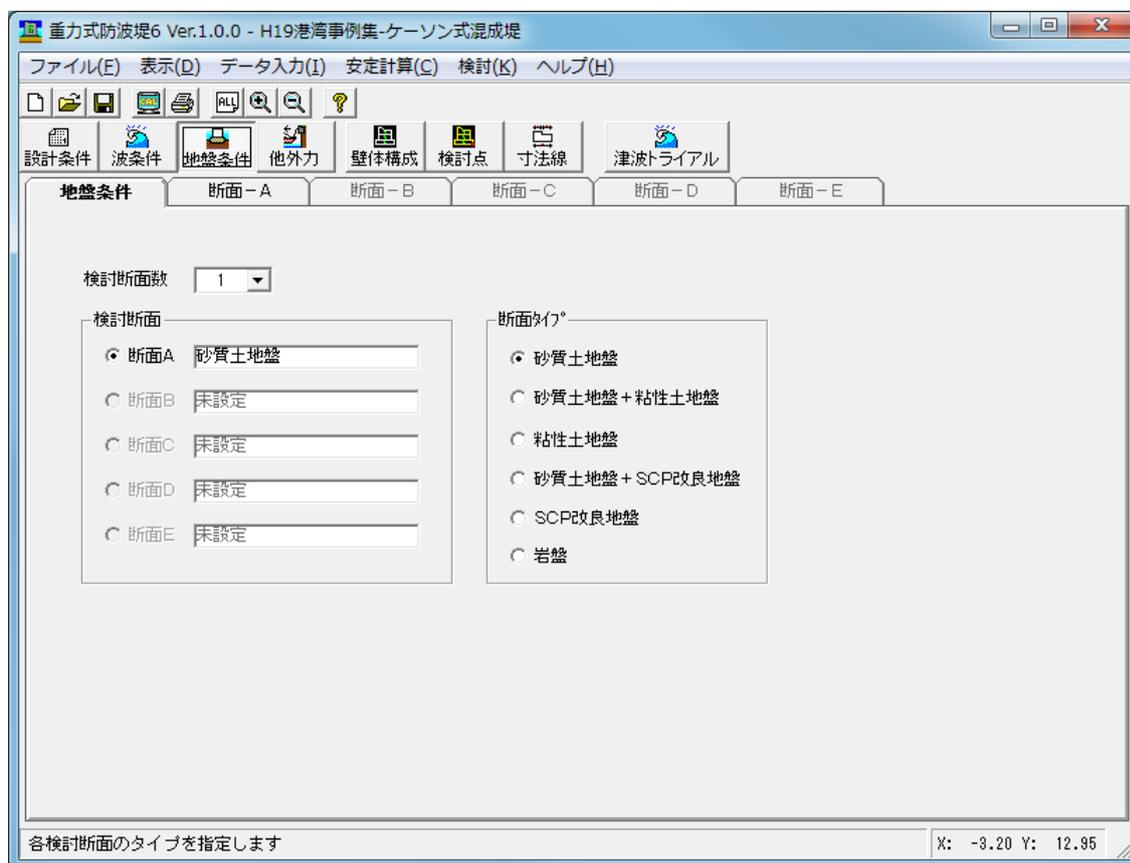 重力式防波堤6 Ver.1.0.0 - H19港湾事例集-ケーソン式混成堤
ファイル(F) 表示(D) データ入力(I) 安定計算(C) 検討(K) ヘルプ(H)
CAL ALL ?
設計条件 波条件 地盤条件 他外力 壁体構成 検討点 寸法線 津波トライアル
地盤条件 断面-A 断面-B 断面-C 断面-D 断面-E
検討断面数 1
検討断面 断面ﾀｲﾌﾟ
断面A 砂質土地盤 砂質土地盤
断面B 未設定 砂質土地盤+粘性土地盤
断面C 未設定 粘性土地盤
断面D 未設定 砂質土地盤+SCP改良地盤
断面E 未設定 SCP改良地盤
岩盤
各検討断面のタイプを指定します X: -3.20 Y: 12.95